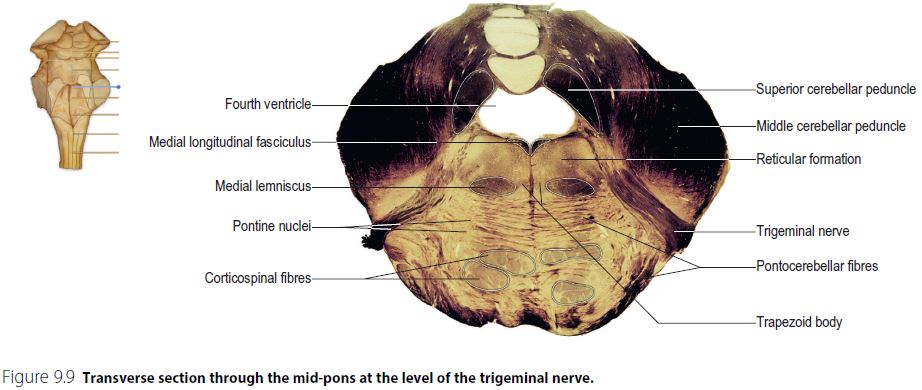 Fourth ventricle
Medial longitudinal fasciculus
Medial lemniscus
Pontine nuclei
Corticospinal fibres
Superior cerebellar peduncle
Middle cerebellar peduncle
Reticular formation
Trigeminal nerve
Pontocerebellar fibres
Trapezoid body
Figure 9.9 Transverse section through the mid-pons at the level of the trigeminal nerve.